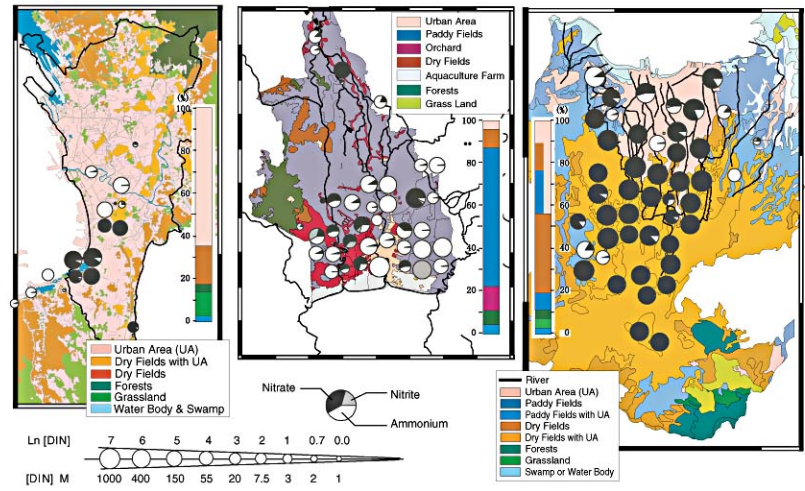 (%)
100
80
60
40
20
0
Urban Area (UA)
Dry Fields with UA
Dry Fields
Forests
Grassland
Water Body & Swamp
Urban Area
Paddy Fields
Orchard
Dry Fields
Aquaculture Farm
Forests
Grass Land
100
80
60
40
20
0
(%)
100
80
60
40
20
0
River
Urban Area (UA)
Paddy Fields
Paddy Fields with UA
Dry Fields
Dry Fields with UA
Forests
Grassland
Swamp or Water Body
Nitrate
Nitrite
Ammonium
Ln [DIN] 7 6 5 4 3 2 1 0.7 0.0
[DIN] M 1000 400 150 55 20 7.5 3 2 1